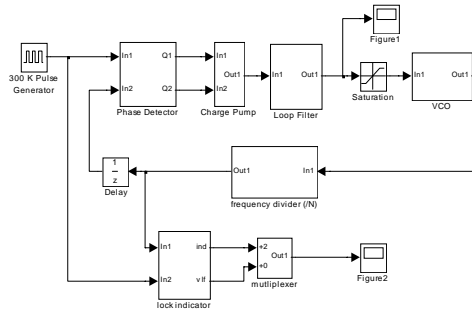 Figure1
In1 Q1 In1 Out1 In1 Out1 In1 Out1
In2 Q2 In2
300 K Pulse
Generator
Phase Detector
Charge Pump
Loop Filter
Saturation
VCO
1
z
Delay
Out1 In1
frequency divider (/N)
In1 ind +2 Out1
In2 vlf +0
lock indicator
mutliplexer
Figure2